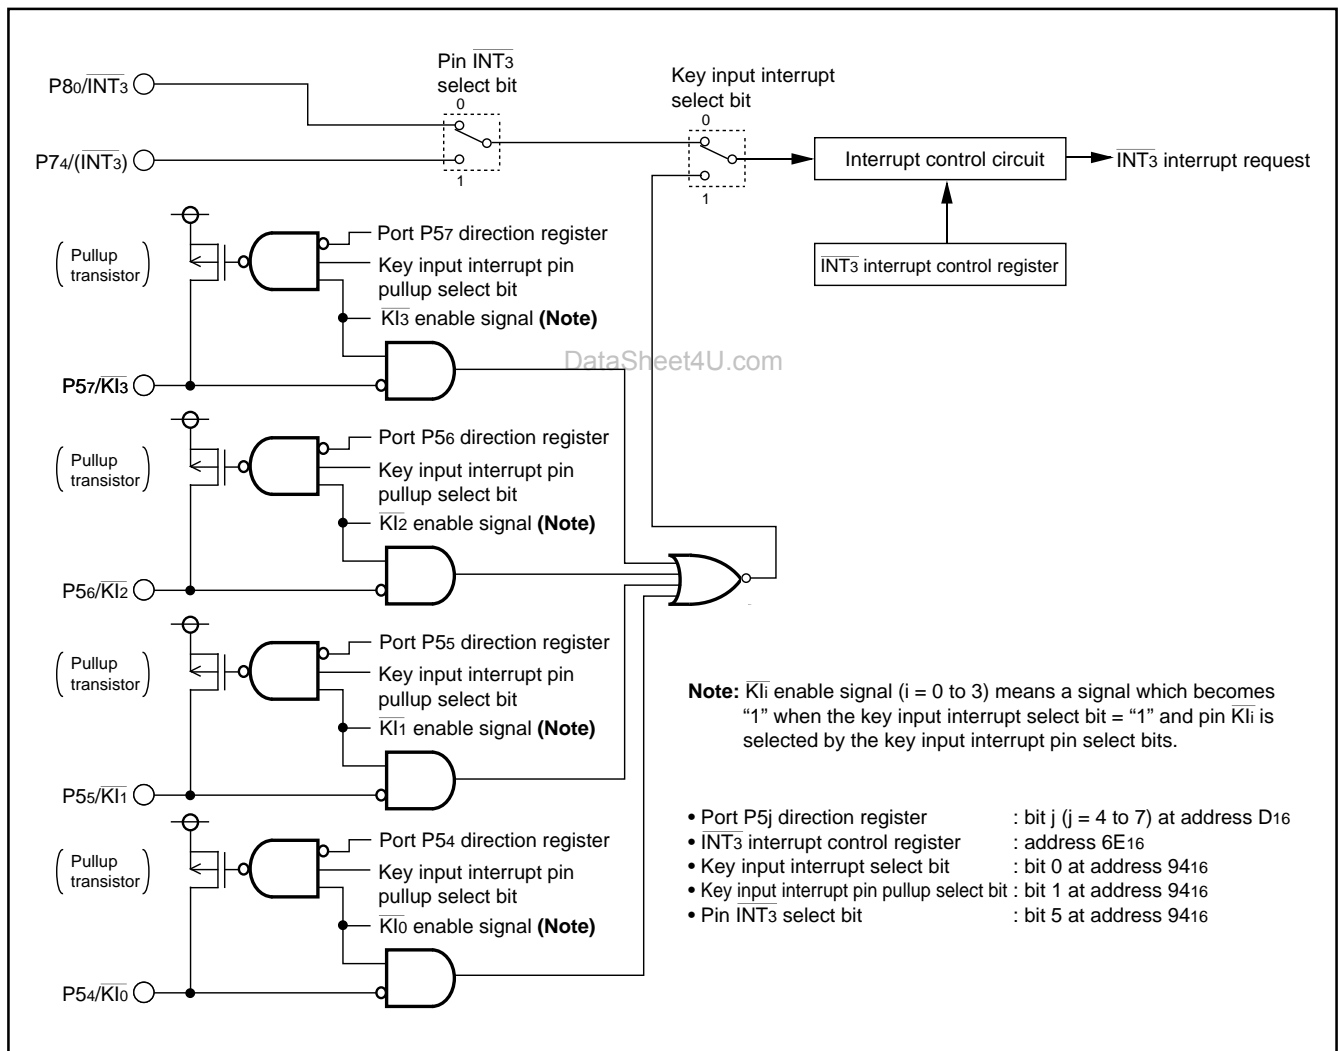 P80/INT3
Pin INT3
select bit
0
1
Key input interrupt
select bit
0
1
P74/(INT3)
Interrupt control circuit
INT3 interrupt request
INT3 interrupt control register
Port P57 direction register
(Pullup
transistor)
Key input interrupt pin
pullup select bit
KI3 enable signal (Note)
DataSheet4U.com
P57/KI3
Port P56 direction register
(Pullup
transistor)
Key input interrupt pin
pullup select bit
KI2 enable signal (Note)
P56/KI2
Port P55 direction register
(Pullup
transistor)
Key input interrupt pin
pullup select bit
KI1 enable signal (Note)
P55/KI1
Port P54 direction register
(Pullup
transistor)
Key input interrupt pin
pullup select bit
KI0 enable signal (Note)
P54/KI0
Note: KIi enable signal (i = 0 to 3) means a signal which becomes
“1” when the key input interrupt select bit = “1” and pin KIi is
selected by the key input interrupt pin select bits.
• Port P5j direction register : bit j (j = 4 to 7) at address D16
• INT3 interrupt control register : address 6E16
• Key input interrupt select bit : bit 0 at address 9416
• Key input interrupt pin pullup select bit : bit 1 at address 9416
• Pin INT3 select bit : bit 5 at address 9416